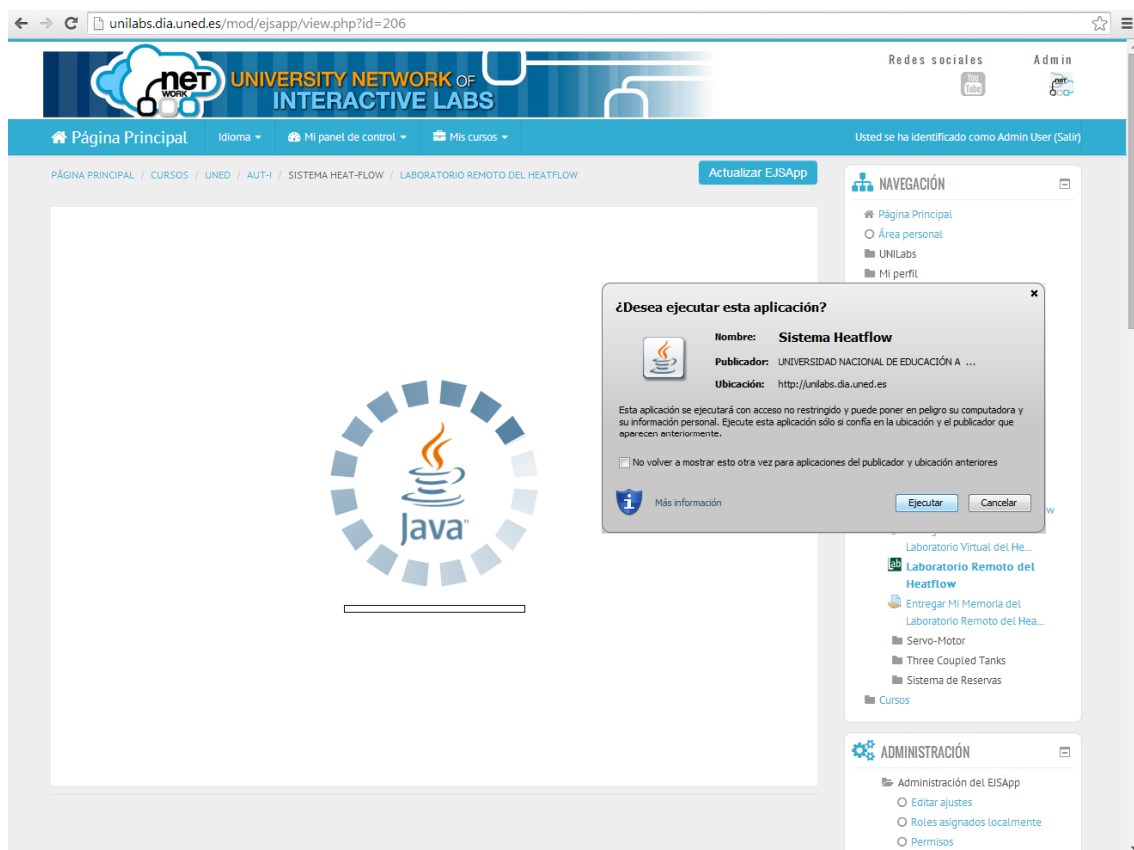 unilabs.dia.uned.es/mod/ejsapp/view.php?id=206
net
WORK
UNIVERSITY NETWORK OF
INTERACTIVE LABS
Redes sociales
Admin
You
Tube
net
WORK
Página Principal
Idioma
Mi panel de control
Mis cursos
Usted se ha identificado como Admin User (Salir)
PÁGINA PRINCIPAL / CURSOS / UNED / AUT-I / SISTEMA HEAT-FLOW / LABORATORIO REMOTO DEL HEATFLOW
Actualizar EJSApp
NAVEGACIÓN
Página Principal
Área personal
UNILabs
Mi perfil
¿Desea ejecutar esta aplicación?
Nombre: Sistema Heatflow
Publicador: UNIVERSIDAD NACIONAL DE EDUCACIÓN A ...
Ubicación: http://unilabs.dia.uned.es
Esta aplicación se ejecutará con acceso no restringido y puede poner en peligro su computadora y
su información personal. Ejecute esta aplicación sólo si confía en la ubicación y el publicador que
aparecen anteriormente.
No volver a mostrar esto otra vez para aplicaciones del publicador y ubicación anteriores
Más información
Ejecutar
Cancelar
Java
Laboratorio Virtual del He...
Lab
Laboratorio Remoto del
Heatflow
Entregar Mi Memoria del
Laboratorio Remoto del Hea...
Servo-Motor
Three Coupled Tanks
Sistema de Reservas
Cursos
ADMINISTRACIÓN
Administración del EJSApp
Editar ajustes
Roles asignados localmente
Permisos